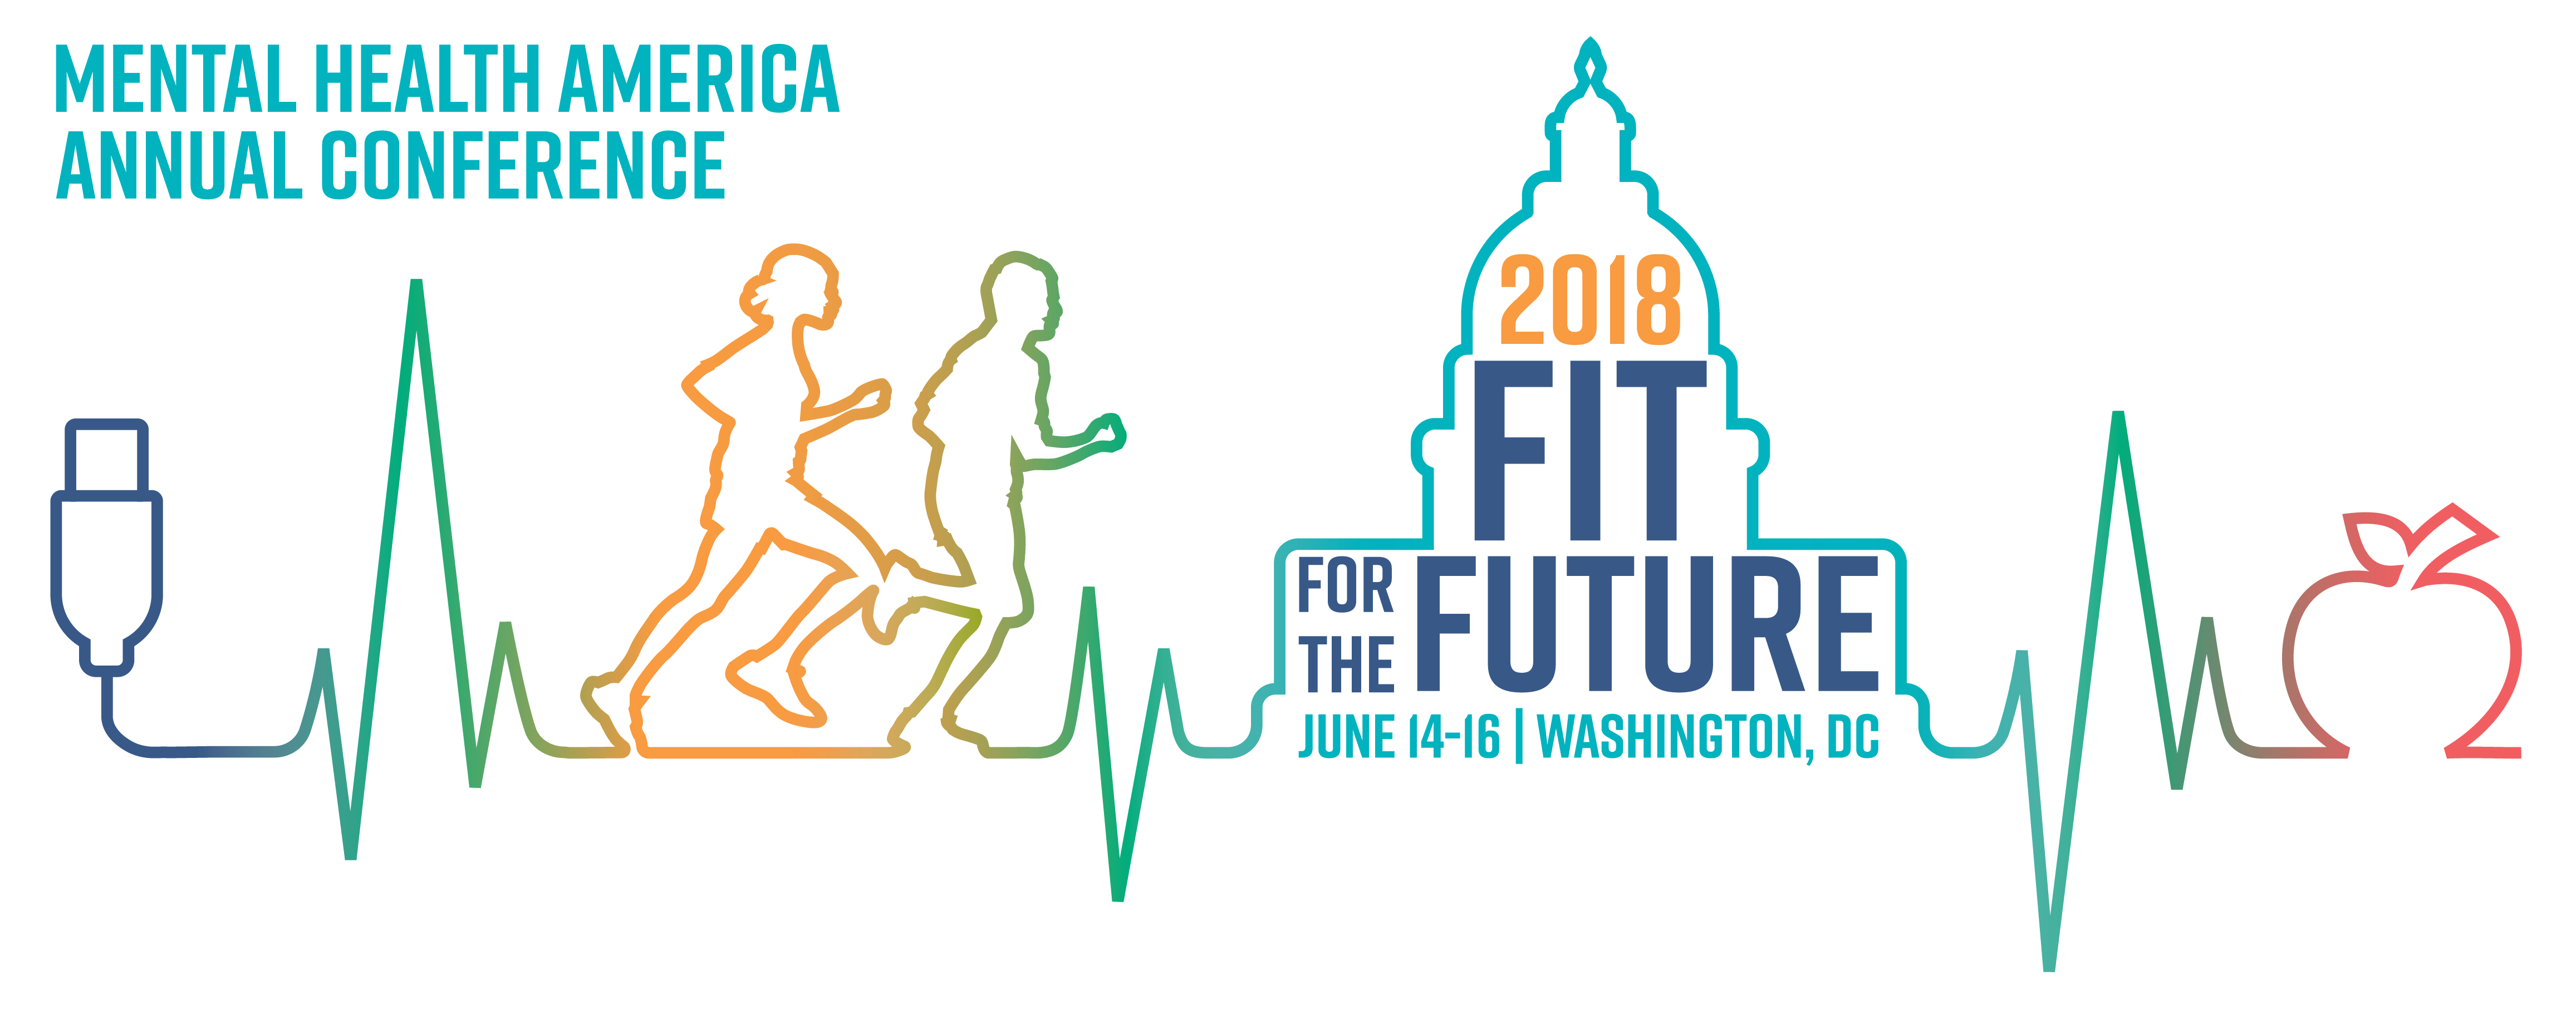 MENTAL HEALTH AMERICA
ANNUAL CONFERENCE
2018
FIT
FOR THE FUTURE
JUNE 14-16 | WASHINGTON, DC